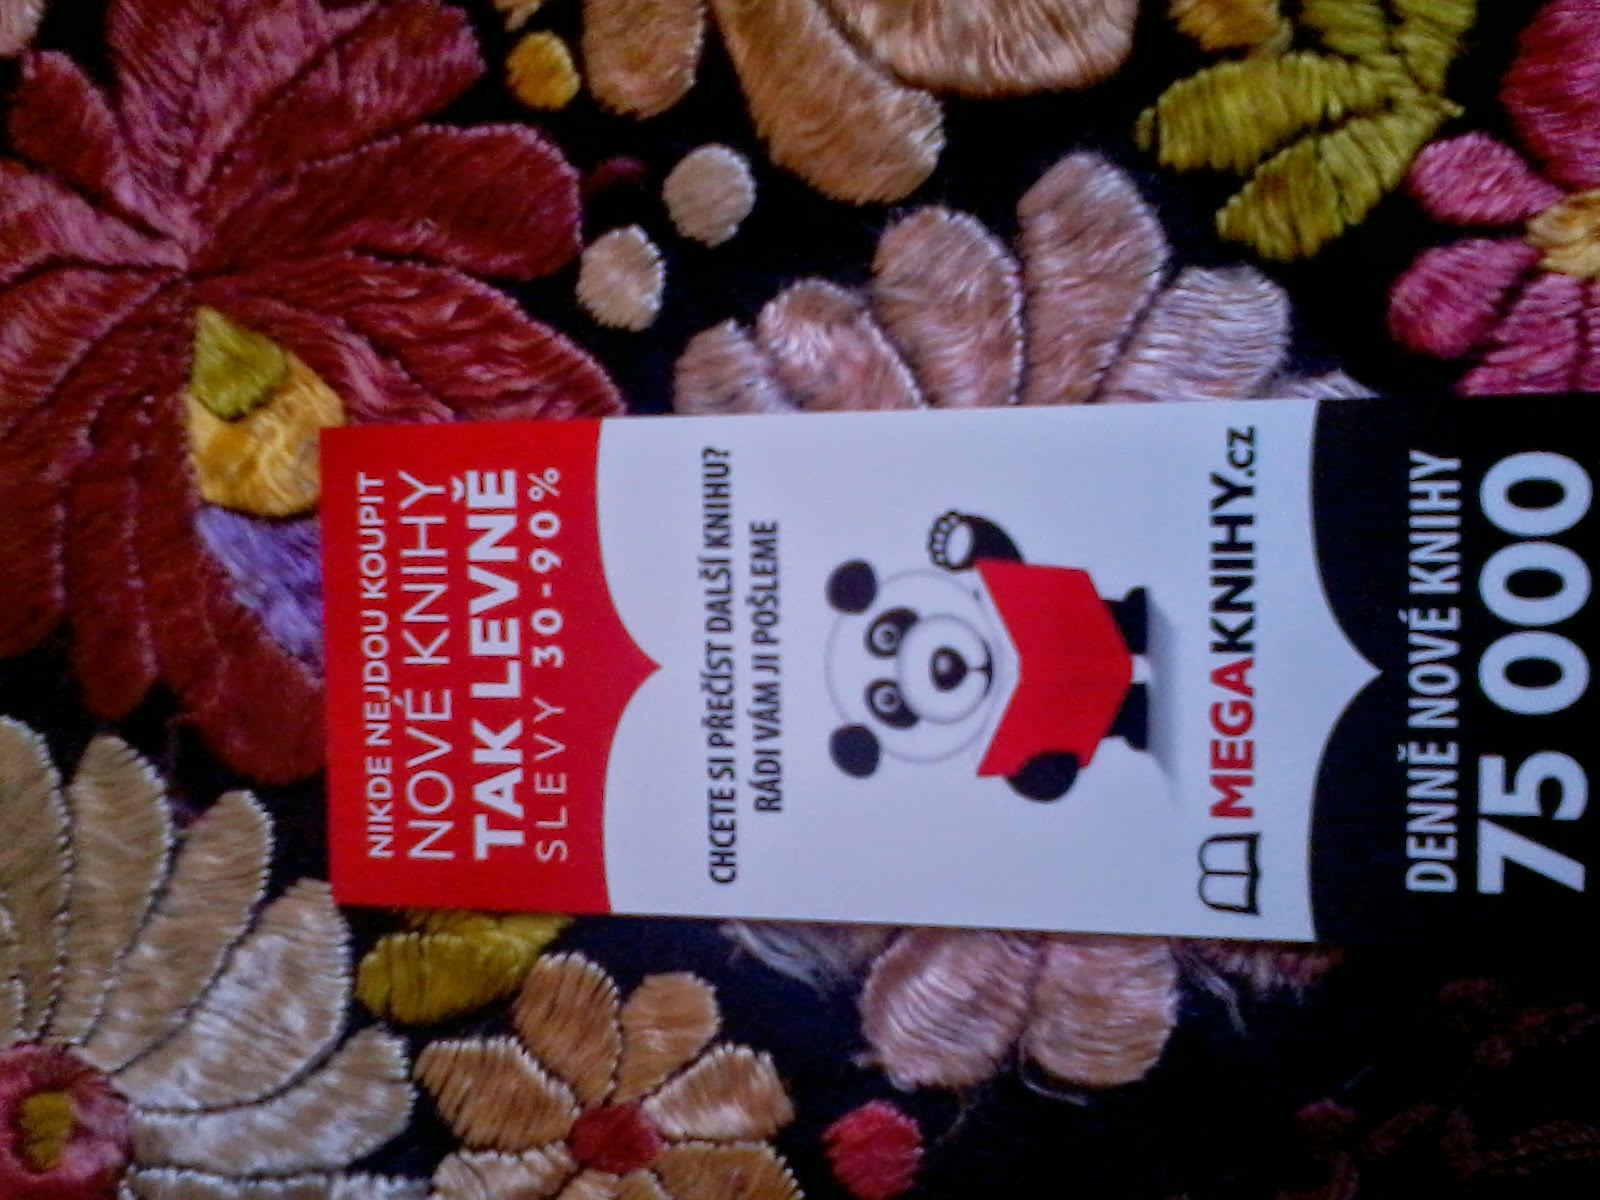 NIKDE NEJDOU KOUPIT
NOVÉ KNIHY
TAK LEVNĚ
SLEVY 30-90%
CHCETE SI PŘEČÍST DALŠÍ KNIHU?
RÁDI VÁM JI POŠLEME
MEGAKNIHY.cz
DENNĚ NOVÉ KNIHY
75 000